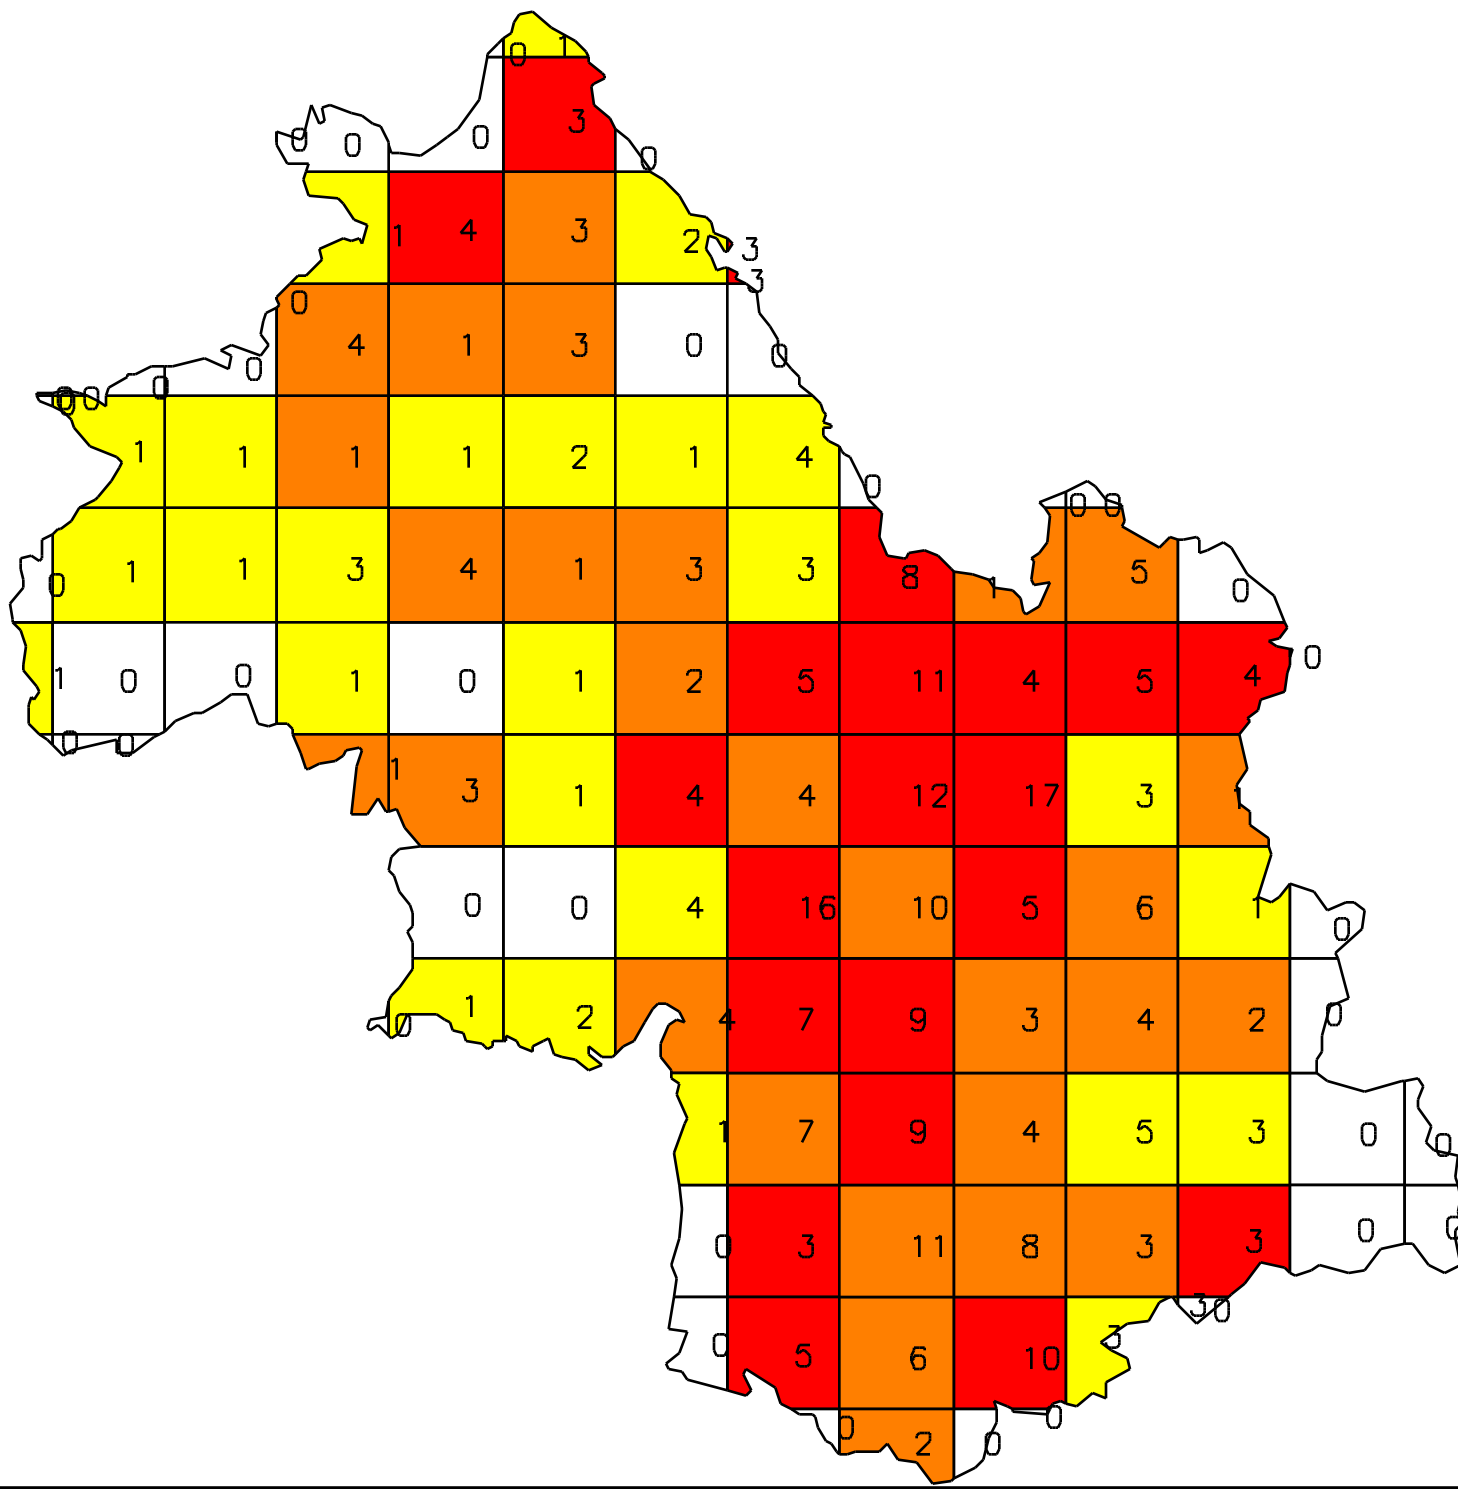 0 1
3
0 0 0 0
1 4 3 2 3
3
0
4 1 3 0 0
0 0
0 0
1 1 1 1 2 1 4
0 0 0
0 1 1 3 4 1 3 3 8 1 5 0
0
1 0 0 1 0 1 2 5 11 4 5 4
0 0
1 3 1 4 4 12 17 3 1
0 0 4 16 10 5 6 1 0
1 2 4 7 9 3 4 2 0
0
1 7 9 4 5 3 0 0
0 3 11 8 3 3 0 0
3 0
0 5 6 10 3
0 2 0 0